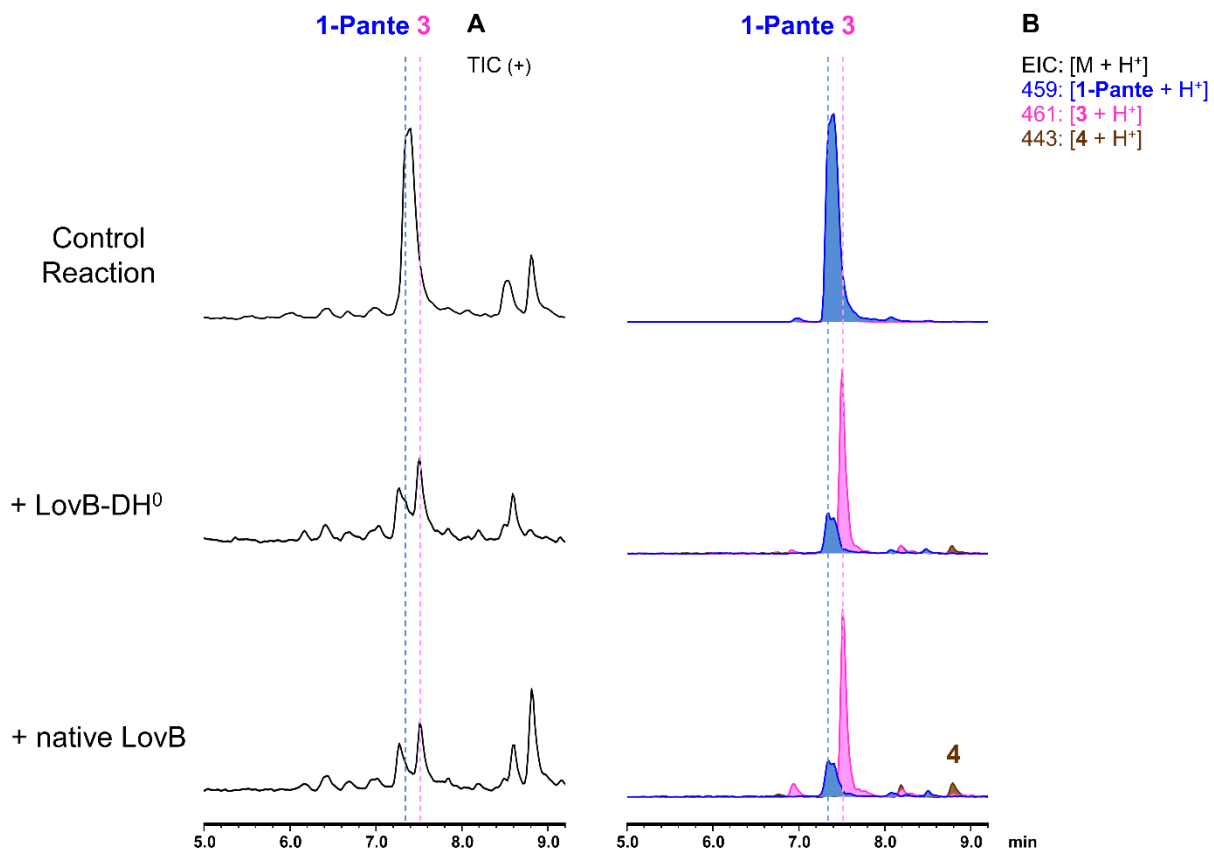 1-Pante 3
A
TIC (+)
1-Pante 3
B
EIC: [M + H⁺]
459: [1-Pante + H⁺]
461: [3 + H⁺]
443: [4 + H⁺]
Control
Reaction
+ LovB-DH⁰
+ native LovB
4
5.0 6.0 7.0 8.0 9.0
5.0 6.0 7.0 8.0 9.0 min